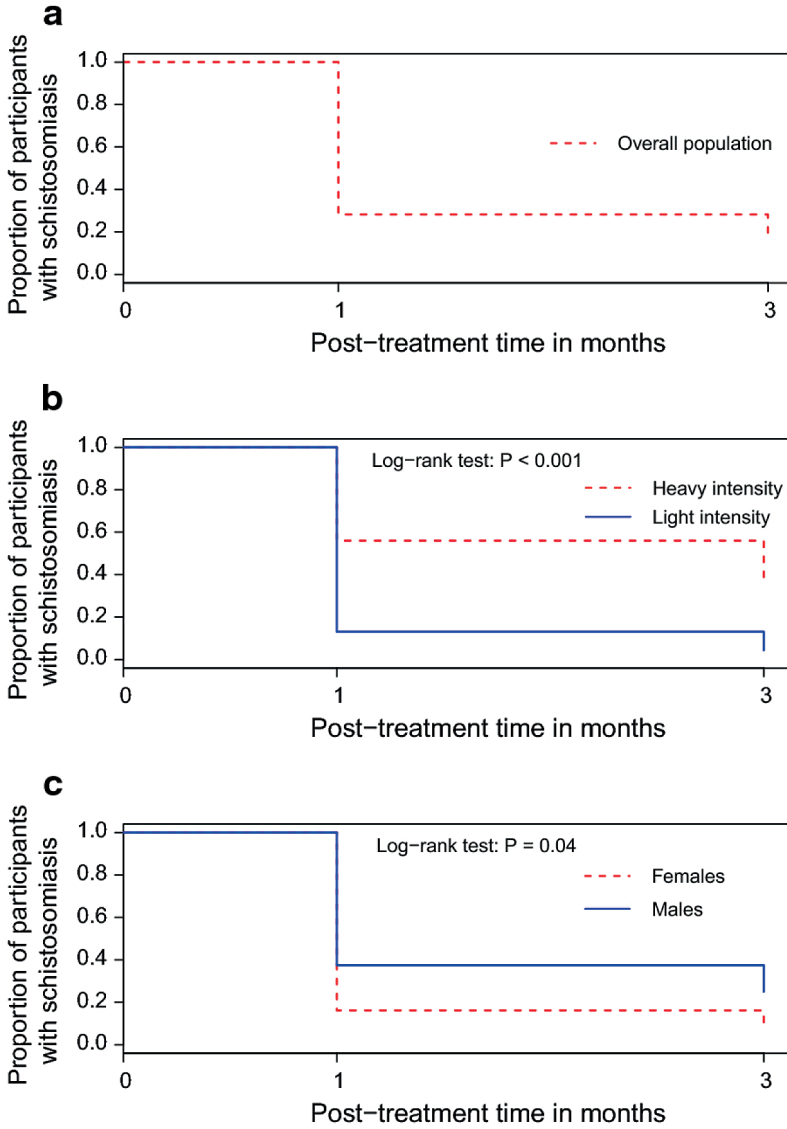 a
Proportion of participants
with schistosomiasis
1.0
0.8
0.6
0.4
0.2
0.0
Overall population
0 1 3
Post−treatment time in months
b
Proportion of participants
with schistosomiasis
1.0
0.8
0.6
0.4
0.2
0.0
Log−rank test: P < 0.001
Heavy intensity
Light intensity
0 1 3
Post−treatment time in months
c
Proportion of participants
with schistosomiasis
1.0
0.8
0.6
0.4
0.2
0.0
Log−rank test: P = 0.04
Females
Males
0 1 3
Post−treatment time in months